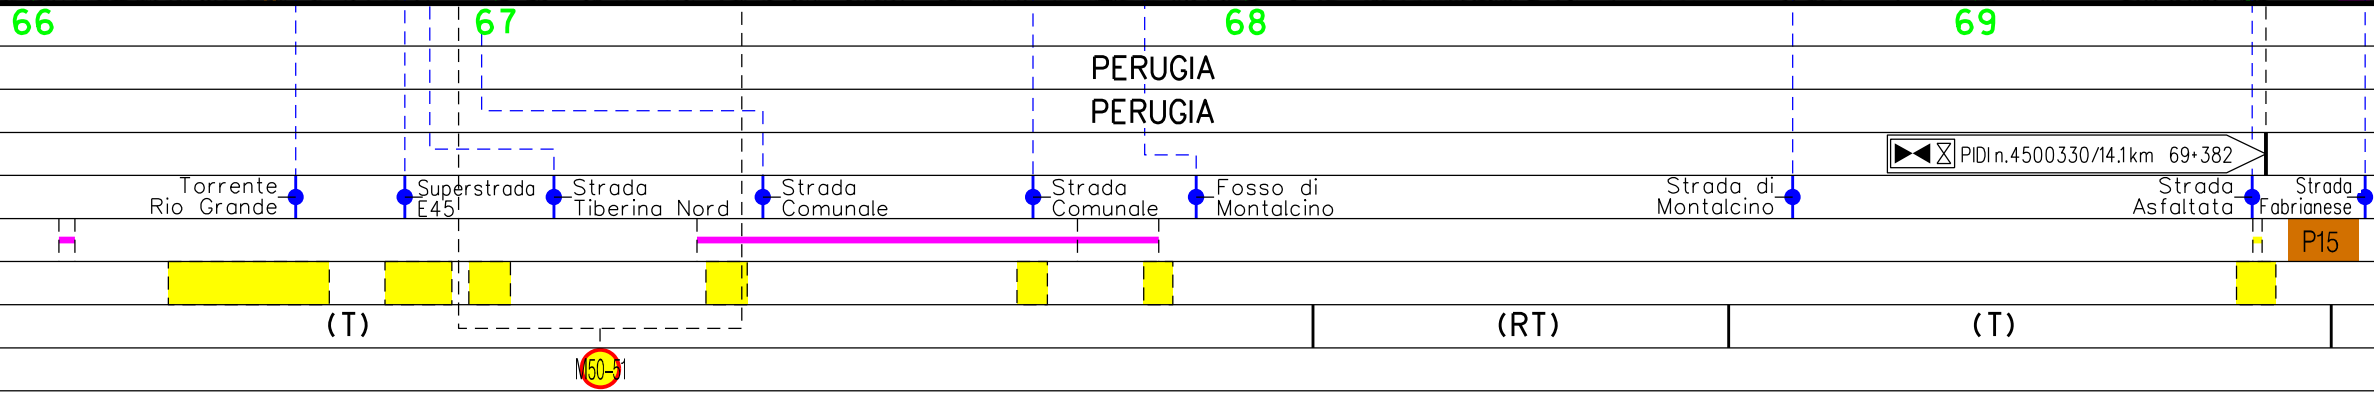 66 67 68 69
PERUGIA
PERUGIA
PIDI n.4500330/14.1km 69+382
Torrente
Rio Grande
Superstrada
E45
Strada
Tiberina Nord
Strada
Comunale
Strada
Comunale
Fosso di
Montalcino
Strada di
Montalcino
Strada
Asfaltata
Strada
Fabrianese
P15
(T) (RT) (T)
M50-51